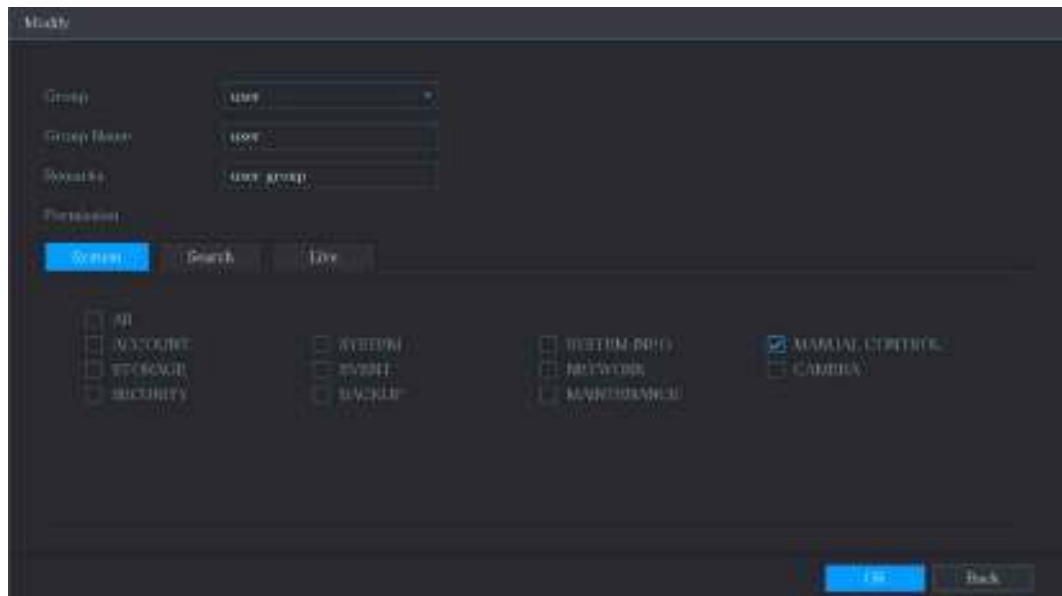 Modify
Group user
Group Name user
Remarks user group
Permission
System Search Live
All
ACCOUNT SYSTEM SYSTEM INFO MANUAL CONTROL
STORAGE EVENT NETWORK CAMERA
SECURITY BACKUP MAINTENANCE
OK Back